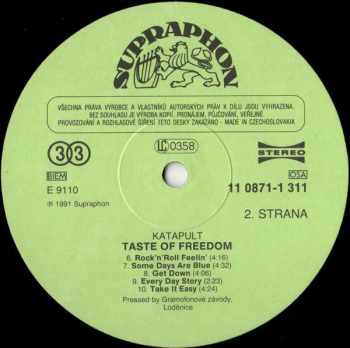 SUPRAPHON
VŠECHNA PRÁVA VÝROBCE A VLASTNÍKŮ AUTORSKÝCH PRÁV K DÍLU JSOU VYHRAZENA.
BEZ SOUHLASU JE VÝROBA KOPIÍ, PRONÁJEM, PŮJČOVÁNÍ, VEŘEJNÉ
PROVOZOVÁNÍ A ROZHLASOVÉ ŠÍŘENÍ TÉTO DESKY ZAKÁZÁNO - MADE IN CZECHOSLOVAKIA
33
LC 0358
STEREO
BIEM
OSA
E 9110
11 0871-1 311
℗ 1991 Supraphon
2. STRANA
KATAPULT
TASTE OF FREEDOM
6. Rock'n'Roll Feelin' (4:16)
7. Some Days Are Blue (4:32)
8. Get Down (4:06)
9. Every Day Story (2:23)
10. Take It Easy (4:24)
Pressed by Gramofonové závody,
Loděnice